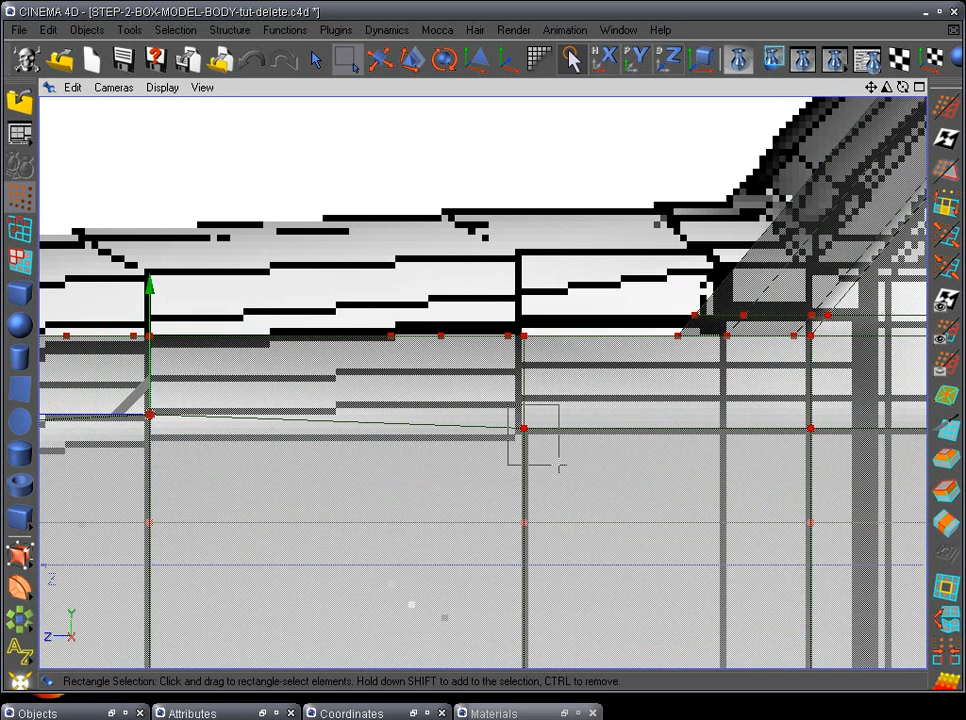 CINEMA 4D - [STEP-2-BOX-MODEL-BODY-tut-delete.c4d *]
File Edit Objects Tools Selection Structure Functions Plugins Dynamics Mocca Hair Render Animation Window Help
X Y Z
Edit Cameras Display View
Z
Y
Z X
Rectangle Selection: Click and drag to rectangle-select elements. Hold down SHIFT to add to the selection, CTRL to remove.
Objects Attributes Coordinates Materials